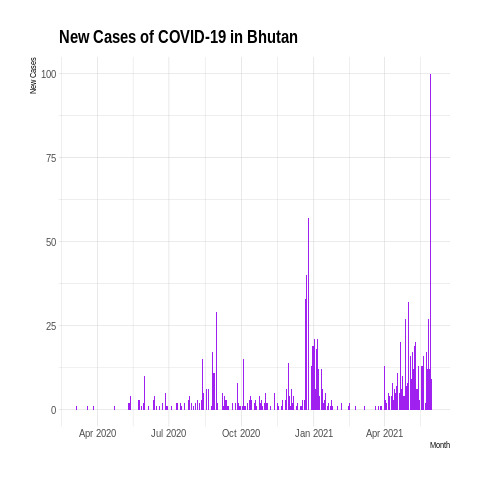 New Cases of COVID-19 in Bhutan
New Cases
100
75
50
25
0
Apr 2020 Jul 2020 Oct 2020 Jan 2021 Apr 2021
Month